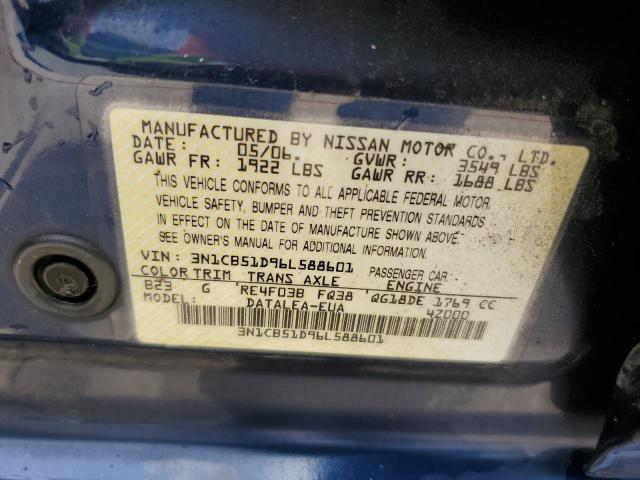 MANUFACTURED BY NISSAN MOTOR CO., LTD.
DATE: 05/06. GVWR: 3549 LBS
GAWR FR: 1922 LBS GAWR RR: 1688 LBS
THIS VEHICLE CONFORMS TO ALL APPLICABLE FEDERAL MOTOR
VEHICLE SAFETY, BUMPER AND THEFT PREVENTION STANDARDS
IN EFFECT ON THE DATE OF MANUFACTURE SHOWN ABOVE.
SEE OWNER'S MANUAL FOR ADDITIONAL INFORMATION.
VIN: 3N1CB51D96L588601 PASSENGER CAR
COLOR TRIM TRANS AXLE ENGINE
B23 G RE4F03B FQ38 QG18DE 1769 CC
MODEL: DATALEA-EUA 4Z000
3N1CB51D96L588601